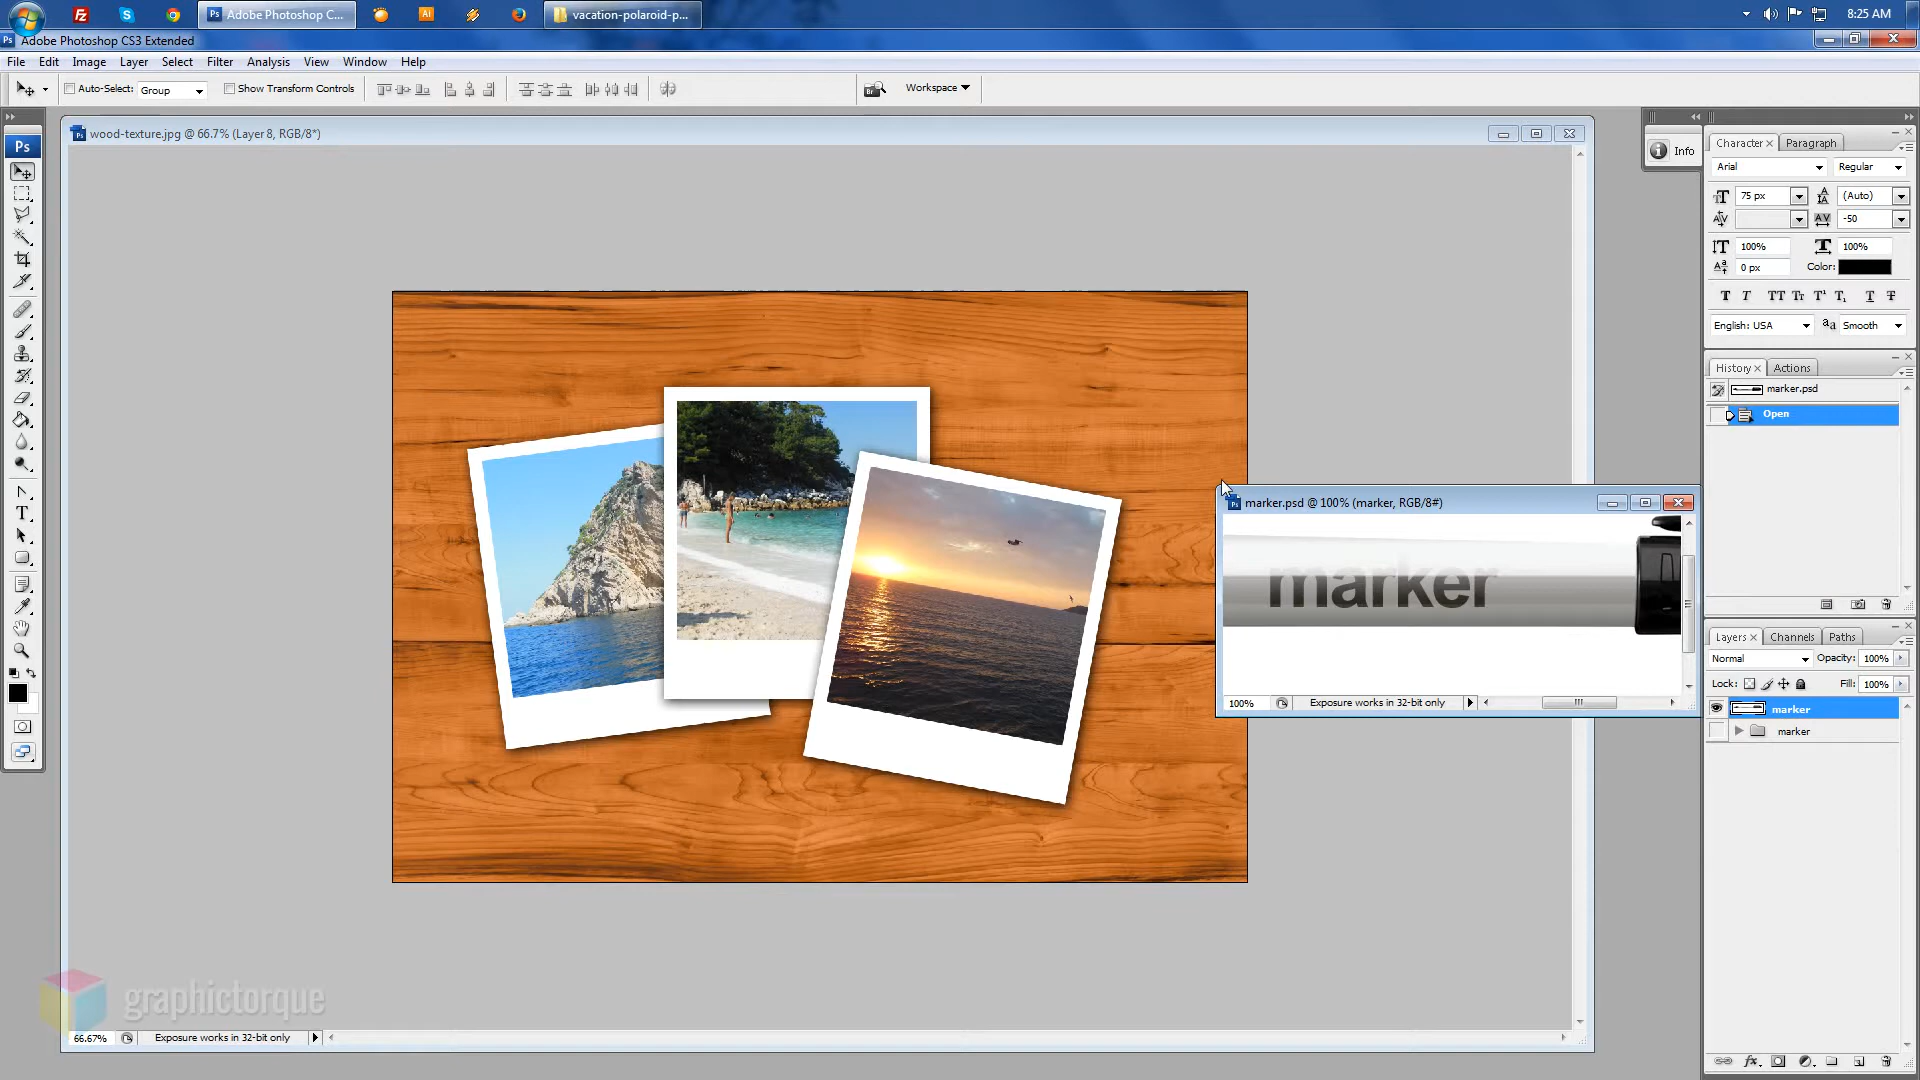 Adobe Photoshop C...
vacation-polaroid-p...
8:25 AM
Ps Adobe Photoshop CS3 Extended
File Edit Image Layer Select Filter Analysis View Window Help
Auto-Select: Group Show Transform Controls Workspace
wood-texture.jpg @ 66.7% (Layer 8, RGB/8*)
Info
Character Paragraph
Arial Regular
75 px (Auto)
-50
100% 100%
0 px Color:
English: USA Smooth
History Actions
marker.psd
Open
marker.psd @ 100% (marker, RGB/8#)
marker
100% Exposure works in 32-bit only
Layers Channels Paths
Normal Opacity: 100%
Lock: Fill: 100%
marker
marker
graphictorque
66.67% Exposure works in 32-bit only